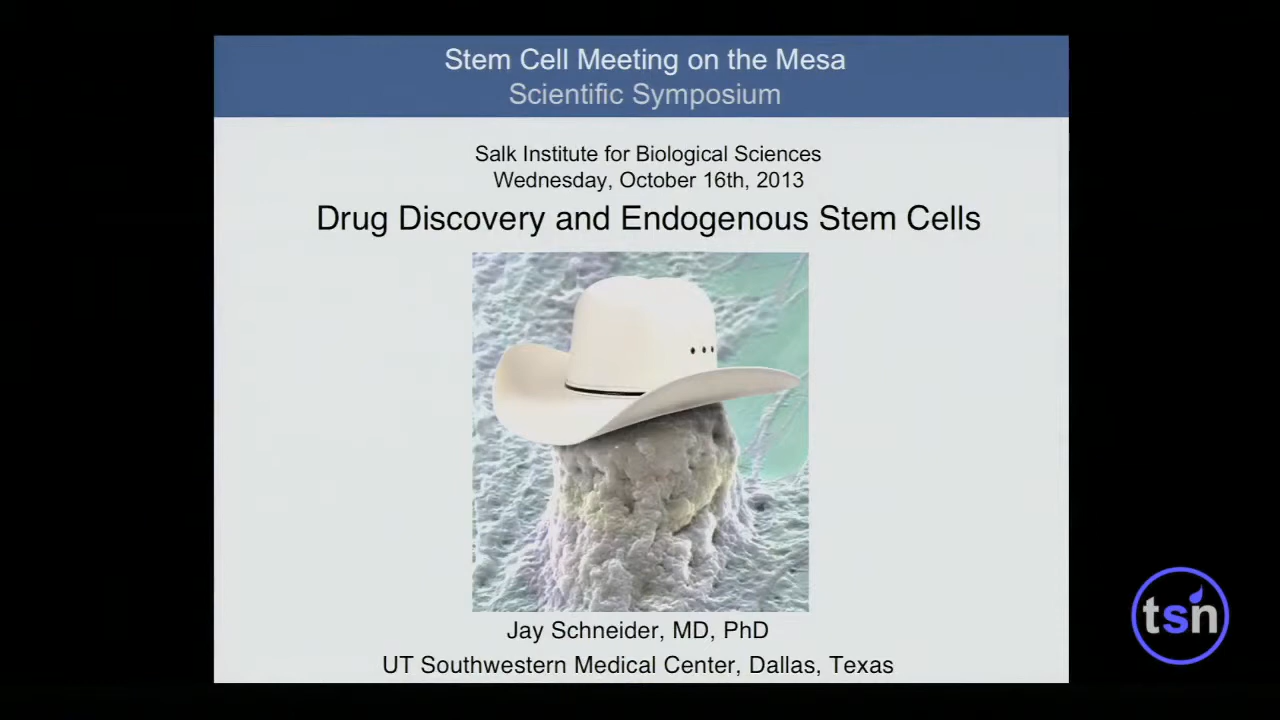 Stem Cell Meeting on the Mesa
Scientific Symposium
Salk Institute for Biological Sciences
Wednesday, October 16th, 2013
Drug Discovery and Endogenous Stem Cells
Jay Schneider, MD, PhD
UT Southwestern Medical Center, Dallas, Texas
tsn